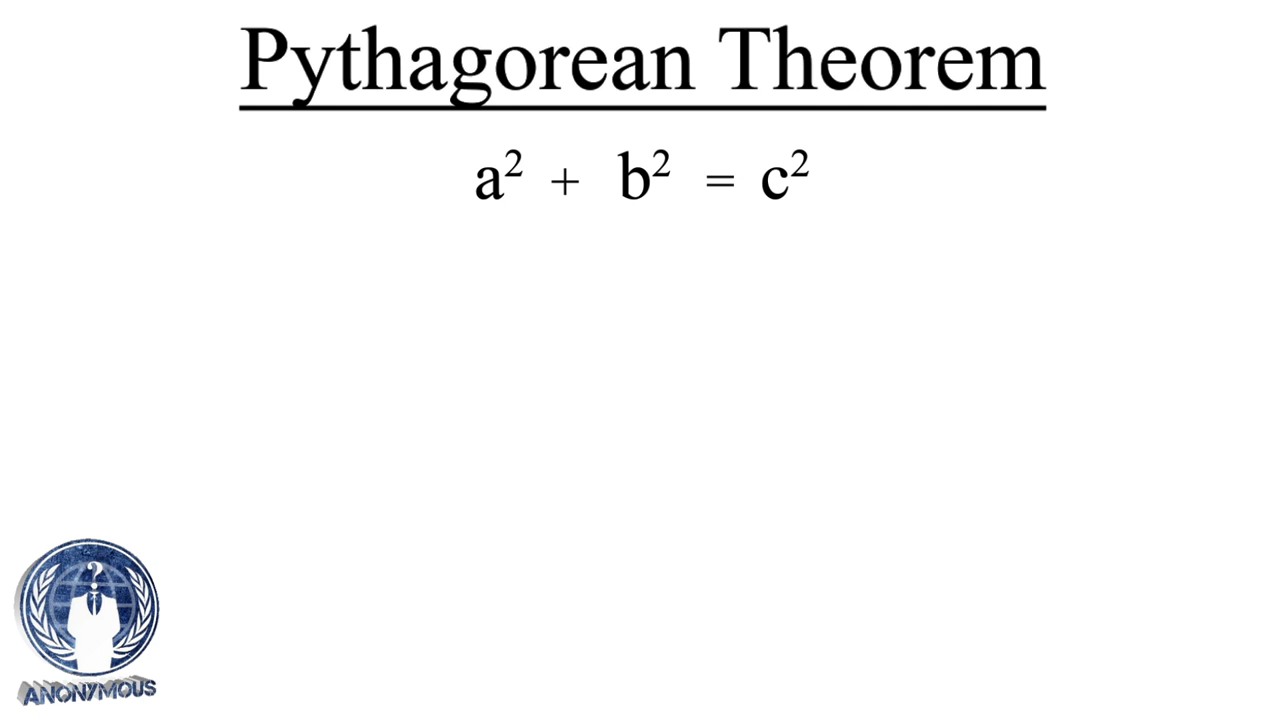 Pythagorean Theorem
a² + b² = c²
?
ANONYMOUS